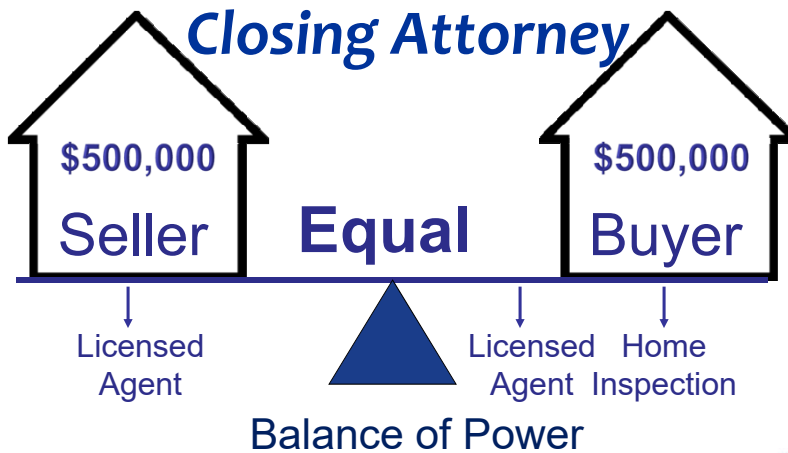 Closing Attorney
$500,000
$500,000
Seller
Equal
Buyer
Licensed
Agent
Licensed
Agent
Home
Inspection
Balance of Power